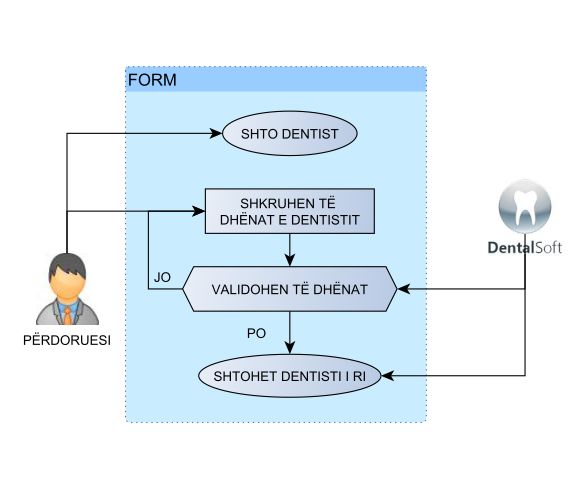 FORM
SHTO DENTIST
SHKRUHEN TË
DHËNAT E DENTISTIT
DentalSoft
JO
VALIDOHEN TË DHËNAT
PËRDORUESI
PO
SHTOHET DENTISTI I RI